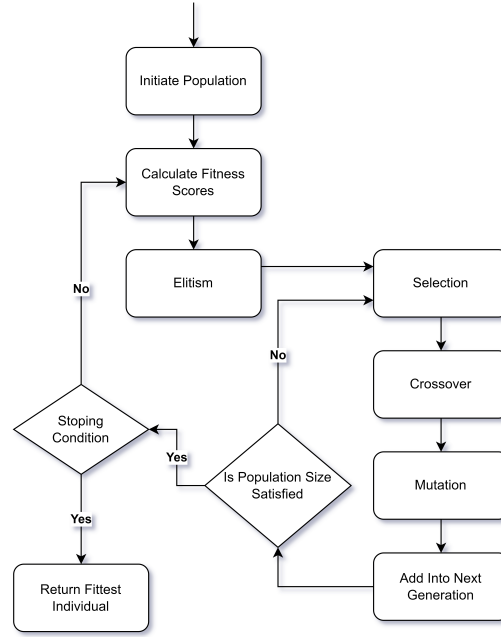 Initiate Population
Calculate Fitness
Scores
Elitism
Selection
No
No
Crossover
Stoping
Condition
Yes
Is Population Size
Satisfied
Mutation
Yes
Return Fittest
Individual
Add Into Next
Generation